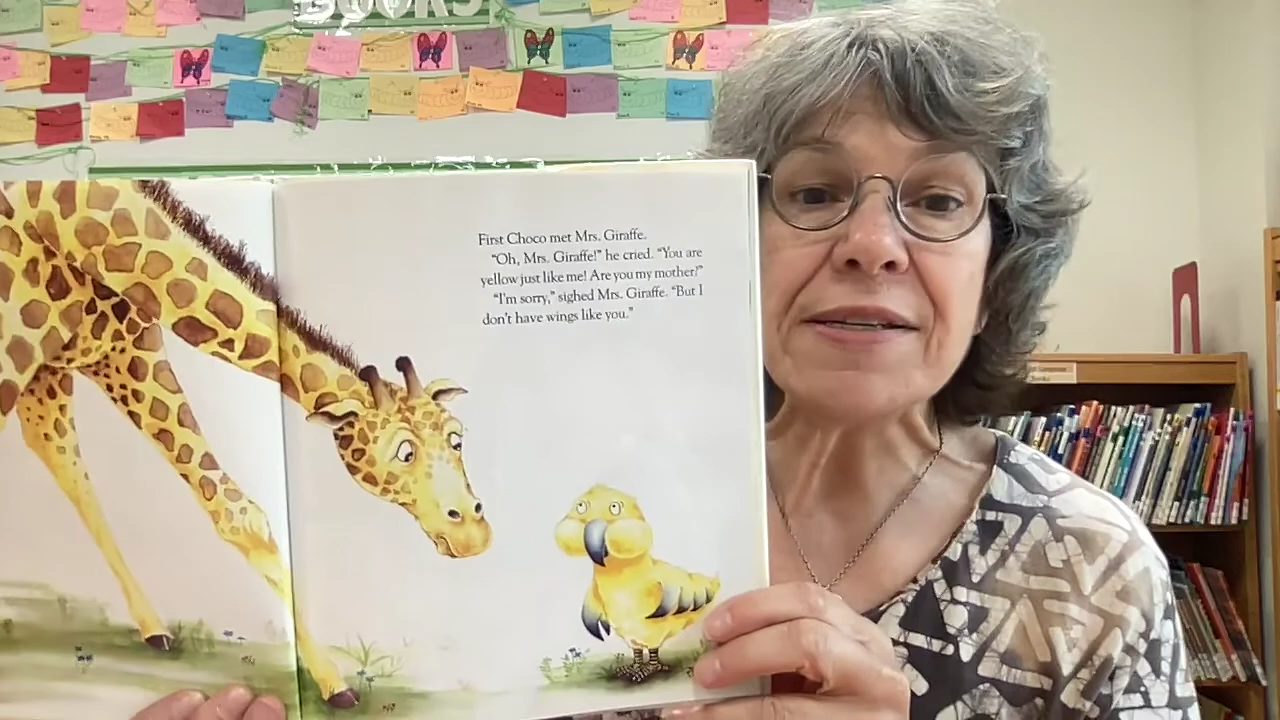 BOOKS
First Choco met Mrs. Giraffe.
"Oh, Mrs. Giraffe!" he cried. "You are
yellow just like me! Are you my mother?"
"I'm sorry," sighed Mrs. Giraffe. "But I
don't have wings like you."